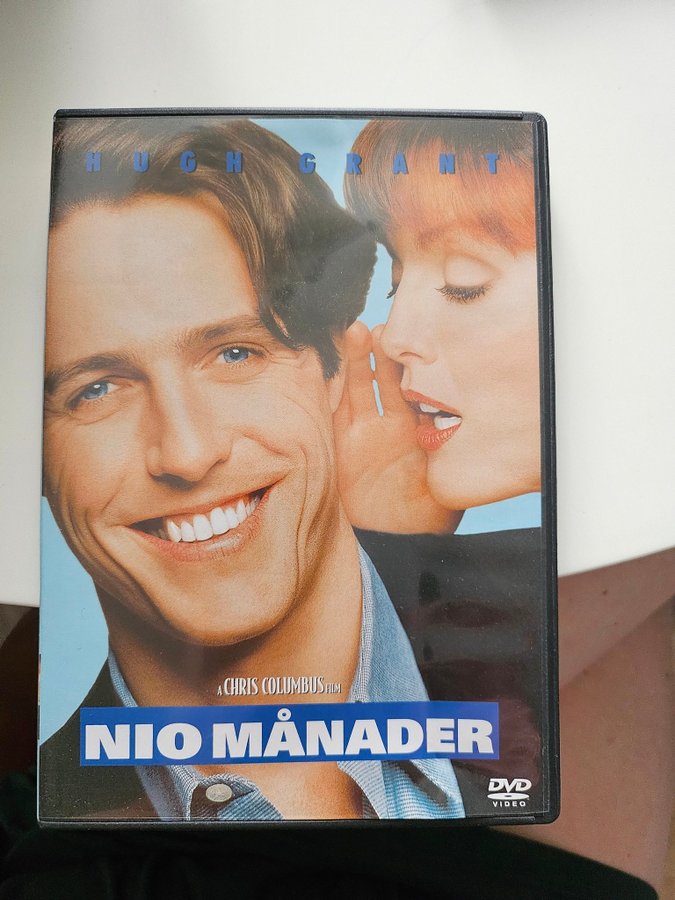 HUGH GRANT
A CHRIS COLUMBUS FILM
NIO MÅNADER
DVD
VIDEO